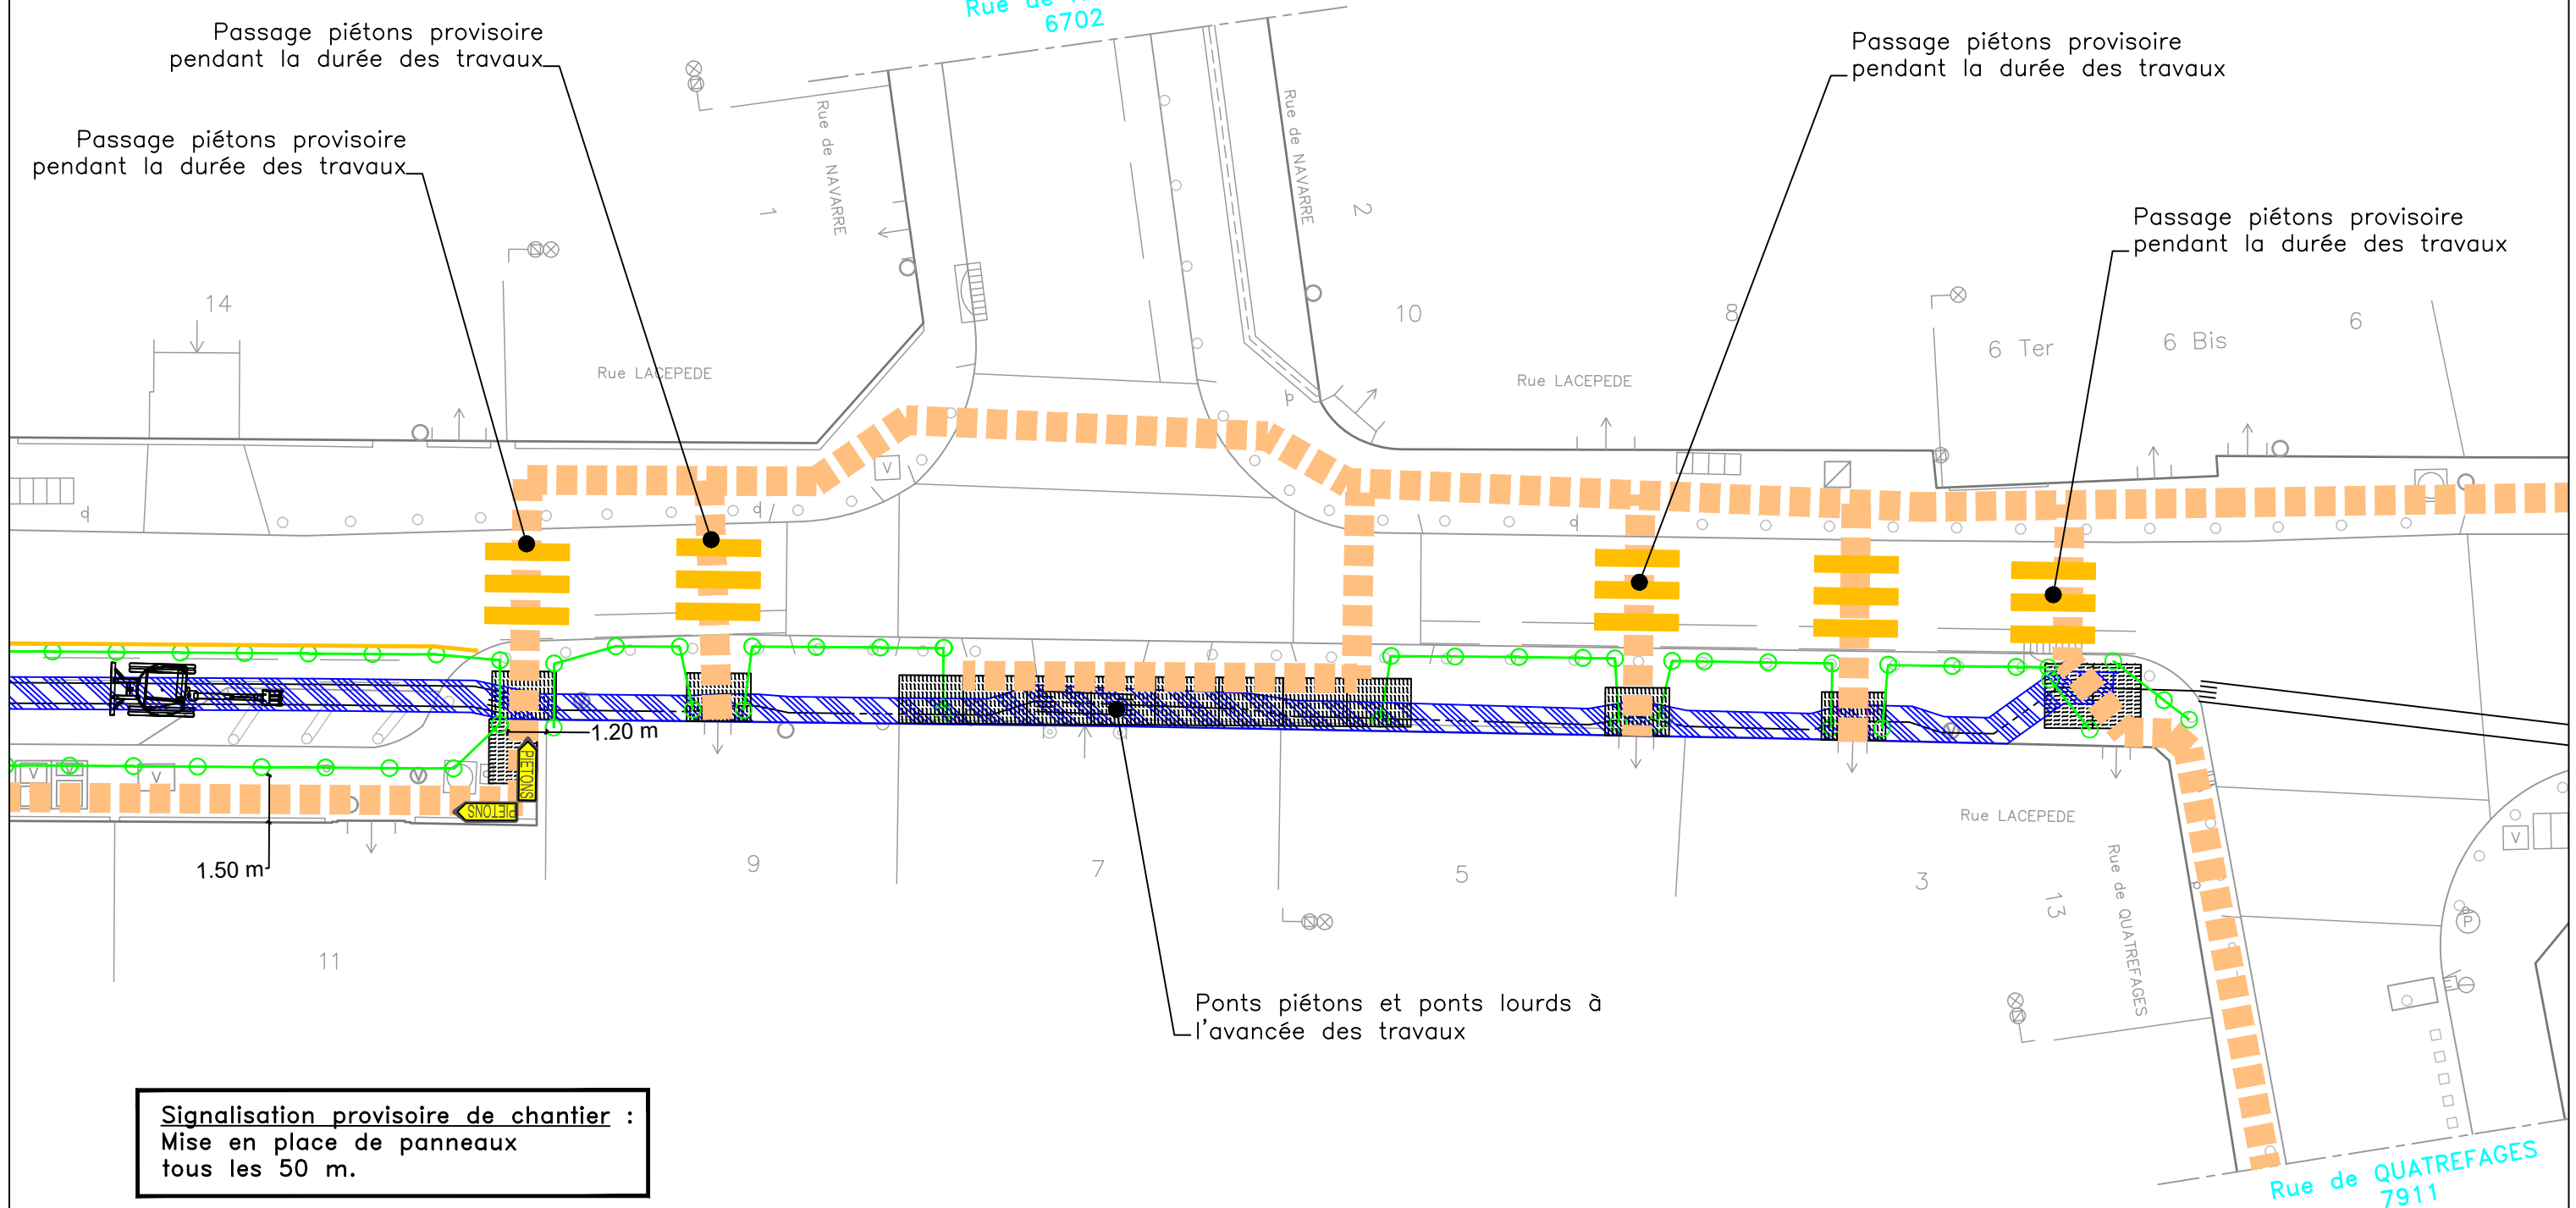 Rue de
6702
Passage piétons provisoire
pendant la durée des travaux
Passage piétons provisoire
pendant la durée des travaux
Passage piétons provisoire
pendant la durée des travaux
Passage piétons provisoire
pendant la durée des travaux
Rue de NAVARRE
1
Rue de NAVARRE
2
14
10
8
6 Ter
6 Bis
6
Rue LACEPEDE
Rue LACEPEDE
V
1.20 m
PIETONS
PIETONS
V
V
V
V
1.50 m
9
7
5
3
13
11
Rue LACEPEDE
Rue de QUATREFAGES
V
P
Ponts piétons et ponts lourds à
l'avancée des travaux
Signalisation provisoire de chantier :
Mise en place de panneaux
tous les 50 m.
Rue de QUATREFAGES
7911